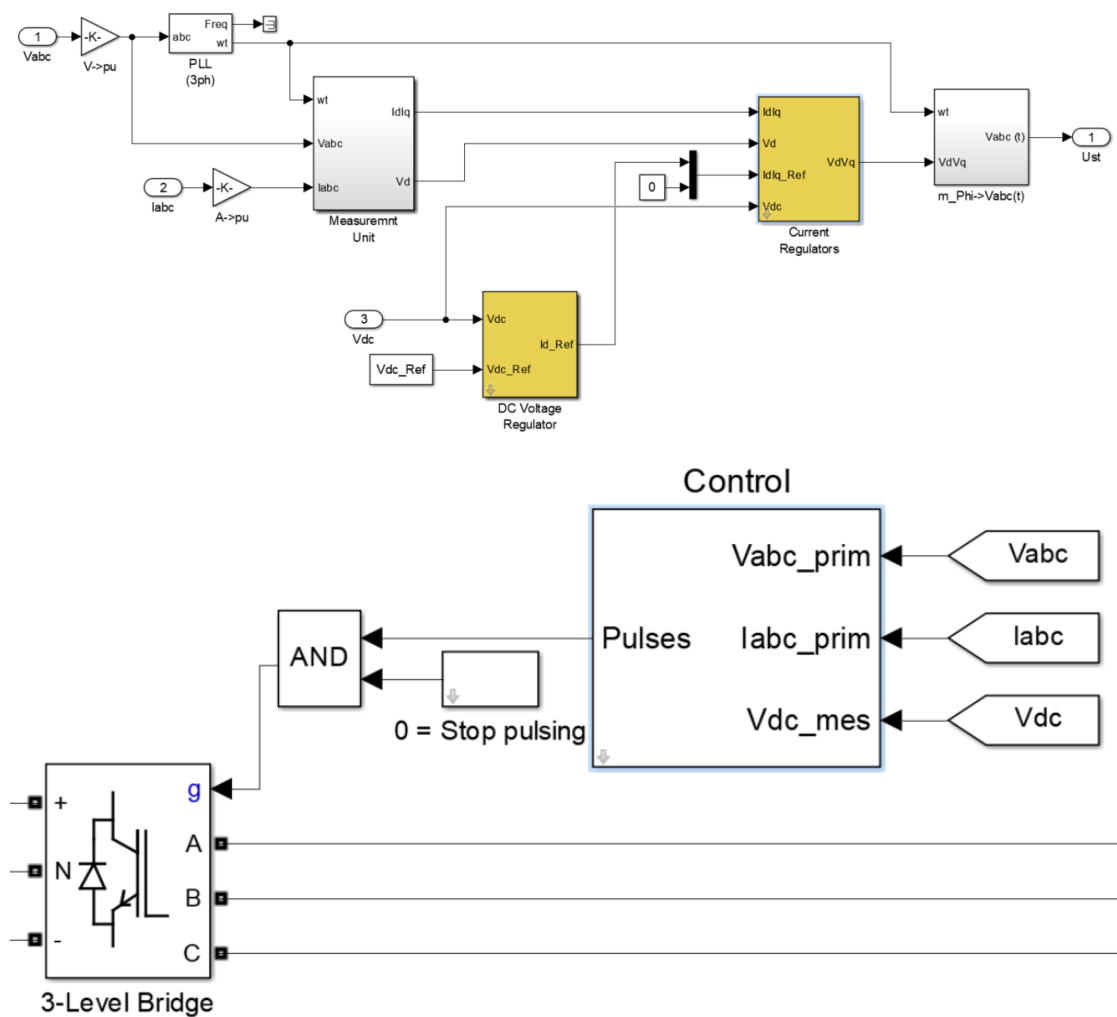 1
Vabc
-K-
V->pu
abc
Freq
wt
PLL
(3ph)
wt
Vabc
Iabc
IdIq
Vd
Measuremnt
Unit
2
Iabc
-K-
A->pu
0
IdIq
Vd
IdIq_Ref
Vdc
VdVq
Current
Regulators
wt
VdVq
Vabc (t)
m_Phi->Vabc(t)
1
Ust
3
Vdc
Vdc_Ref
Vdc
Vdc_Ref
Id_Ref
DC Voltage
Regulator
Control
Vabc_prim
Vabc
Pulses
Iabc_prim
Iabc
Vdc_mes
Vdc
AND
0 = Stop pulsing
g
+
A
N
B
-
C
3-Level Bridge